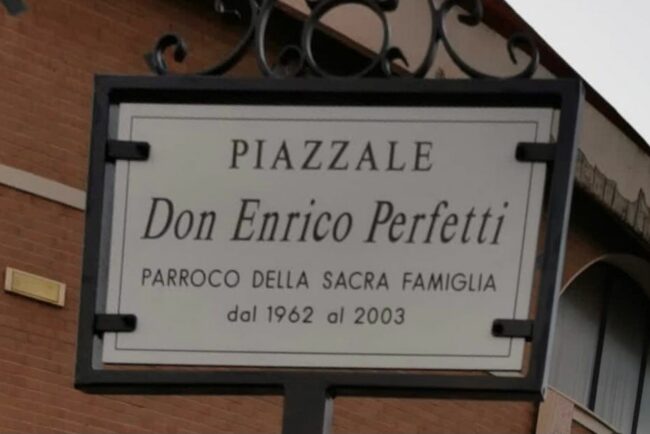 PIAZZALE
Don Enrico Perfetti
PARROCO DELLA SACRA FAMIGLIA
dal 1962 al 2003